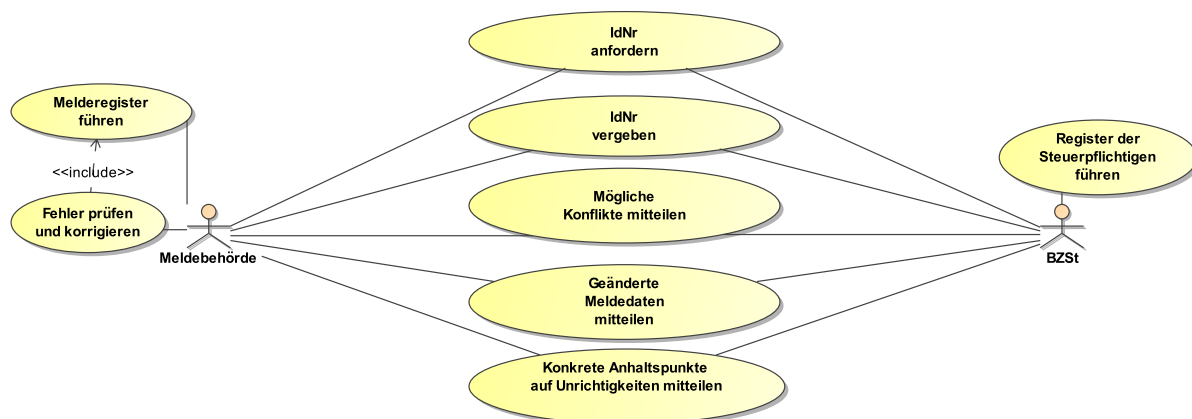 IdNr
anfordern
Melderegister
führen
IdNr
vergeben
Register der
Steuerpflichtigen
führen
<<include>>
Mögliche
Konflikte mitteilen
Fehler prüfen
und korrigieren
Meldebehörde
BZSt
Geänderte
Meldedaten
mitteilen
Konkrete Anhaltspunkte
auf Unrichtigkeiten mitteilen